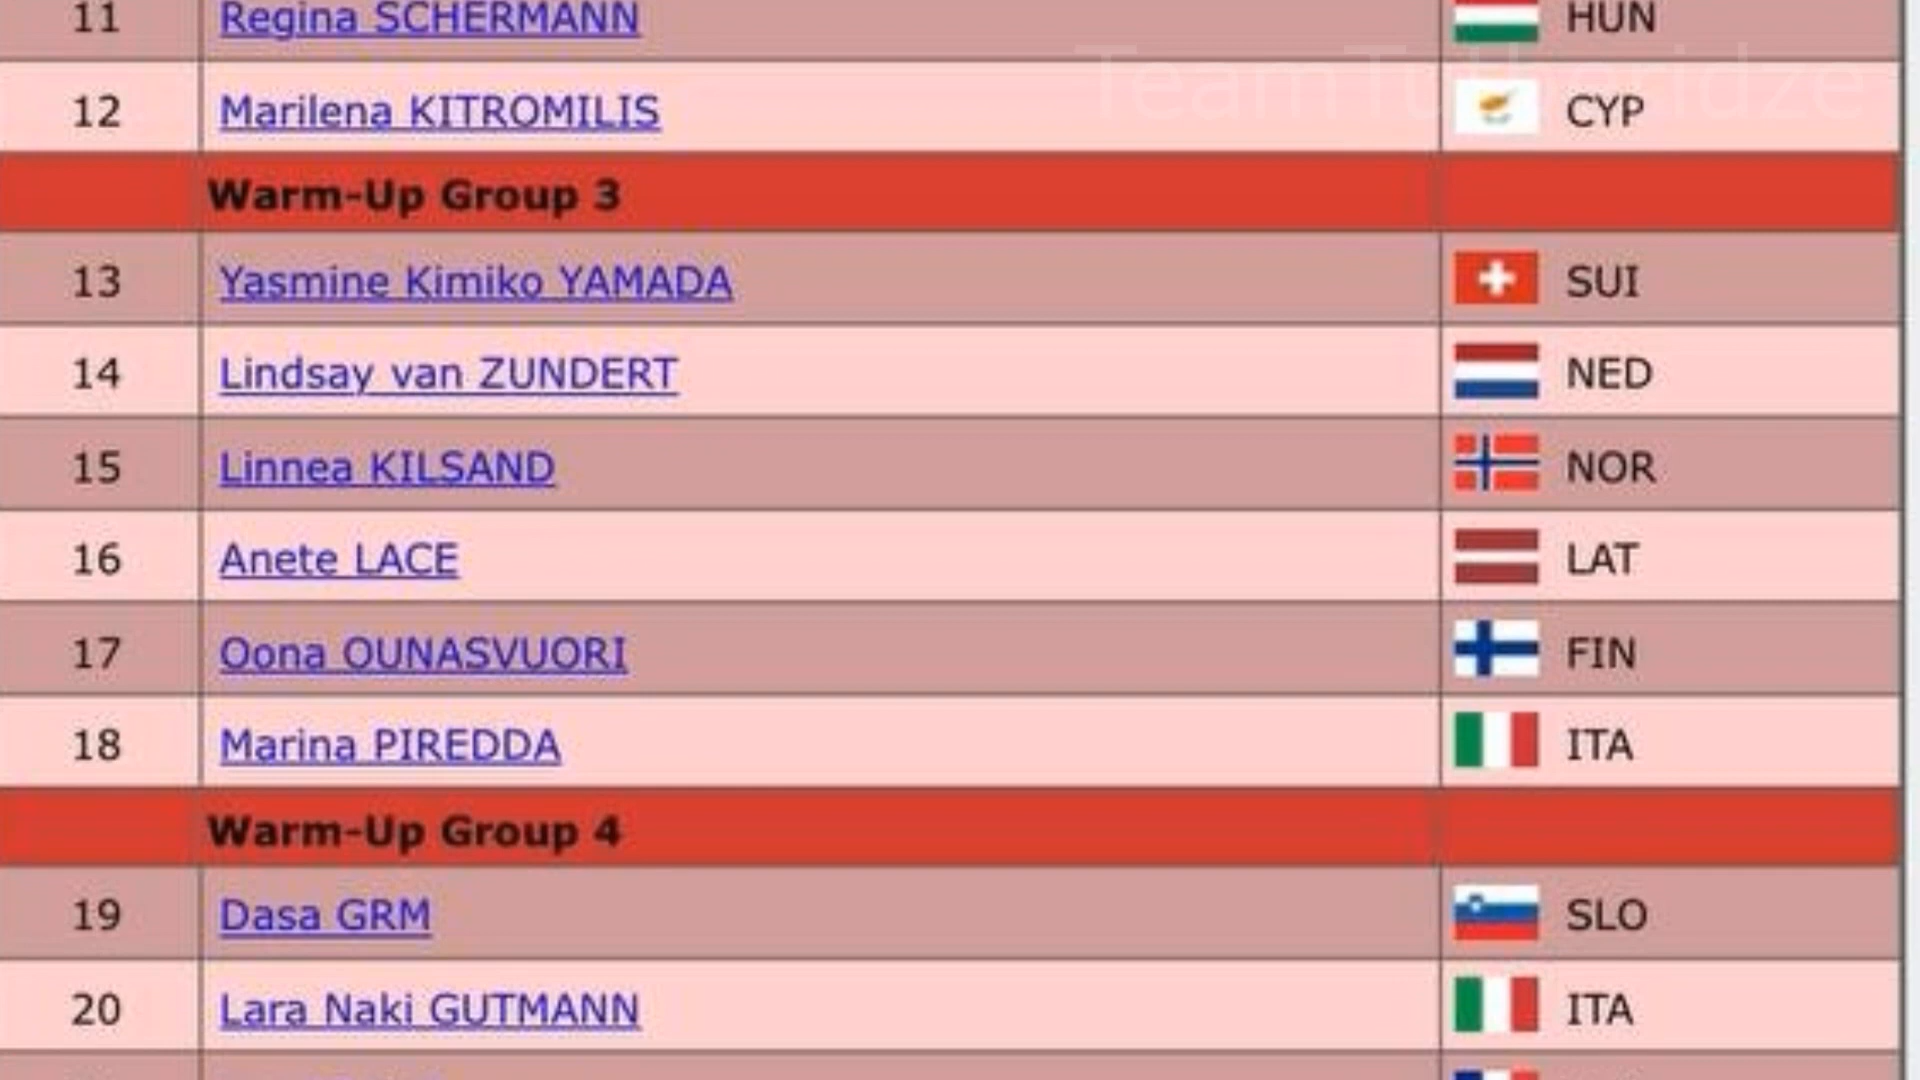 11 Regina SCHERMANN HUN
TeamTutberidze
12 Marilena KITROMILIS CYP
Warm-Up Group 3
13 Yasmine Kimiko YAMADA SUI
14 Lindsay van ZUNDERT NED
15 Linnea KILSAND NOR
16 Anete LACE LAT
17 Oona OUNASVUORI FIN
18 Marina PIREDDA ITA
Warm-Up Group 4
19 Dasa GRM SLO
20 Lara Naki GUTMANN ITA